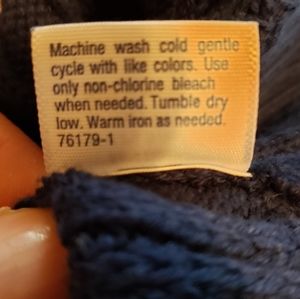 Machine wash cold gentle
cycle with like colors. Use
only non-chlorine bleach
when needed. Tumble dry
low. Warm iron as needed.
76179-1